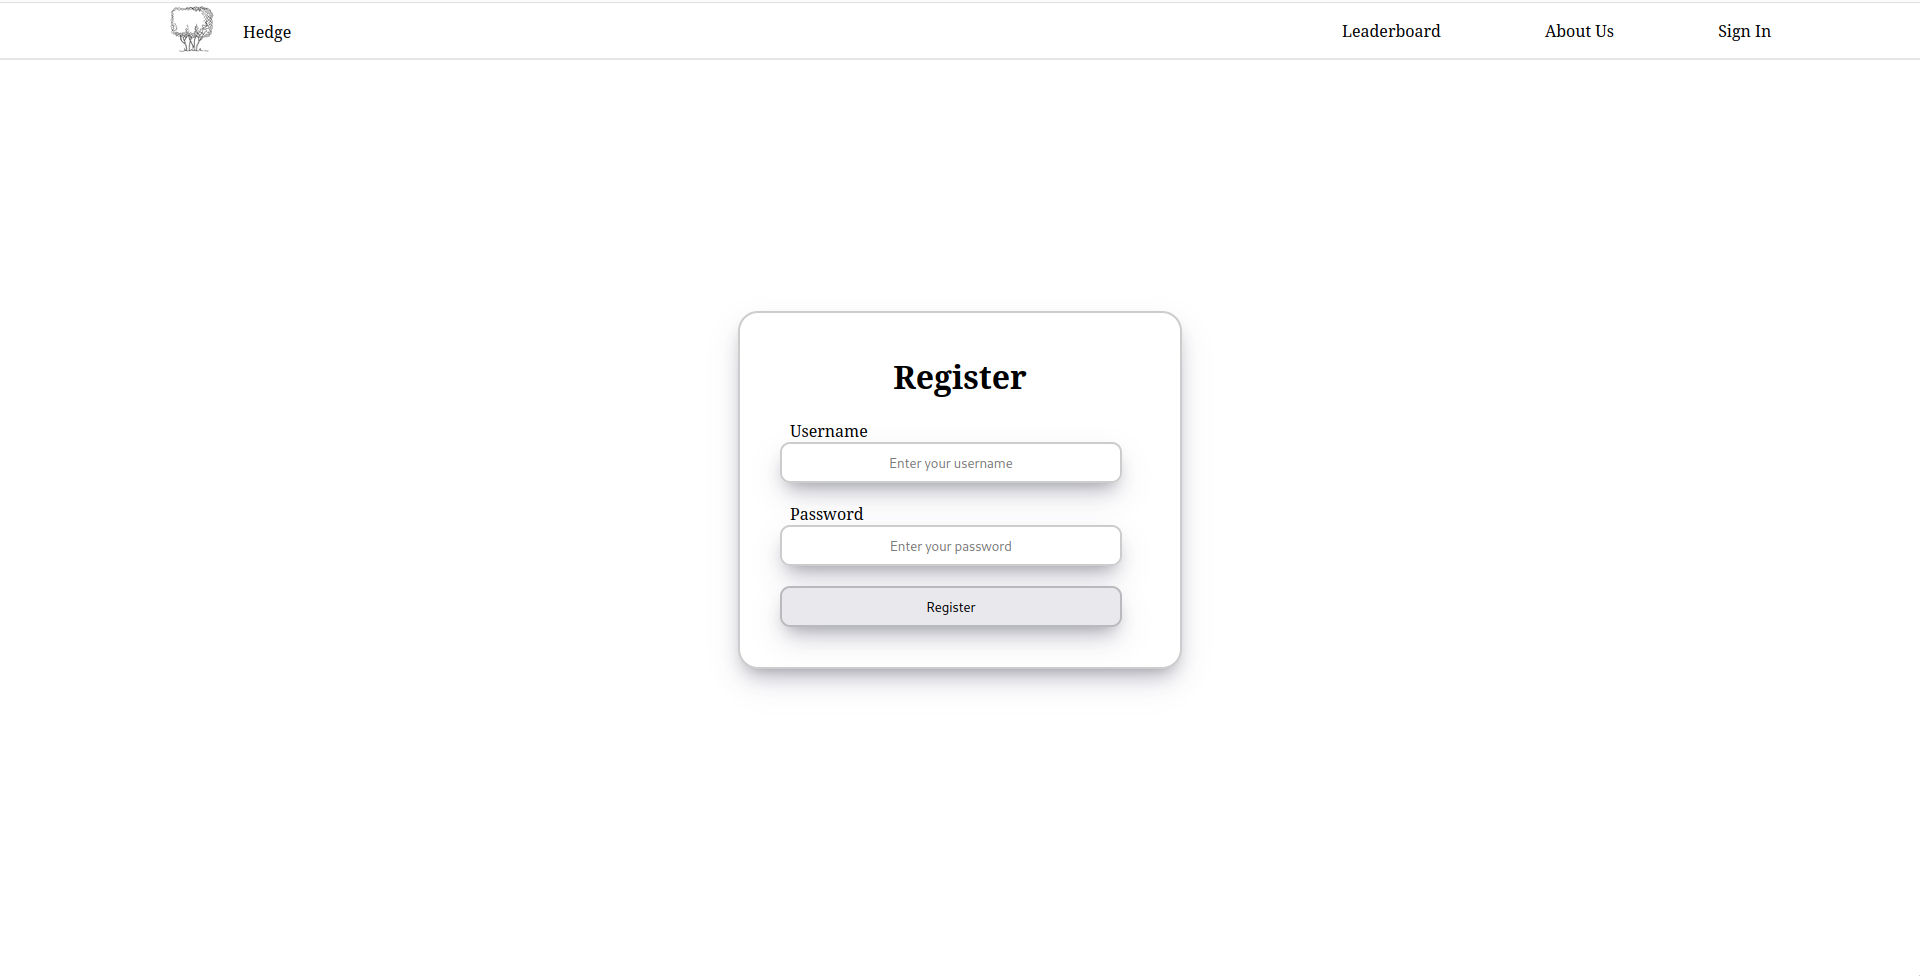 Hedge Leaderboard About Us Sign In
Register
Username
Enter your username
Password
Enter your password
Register